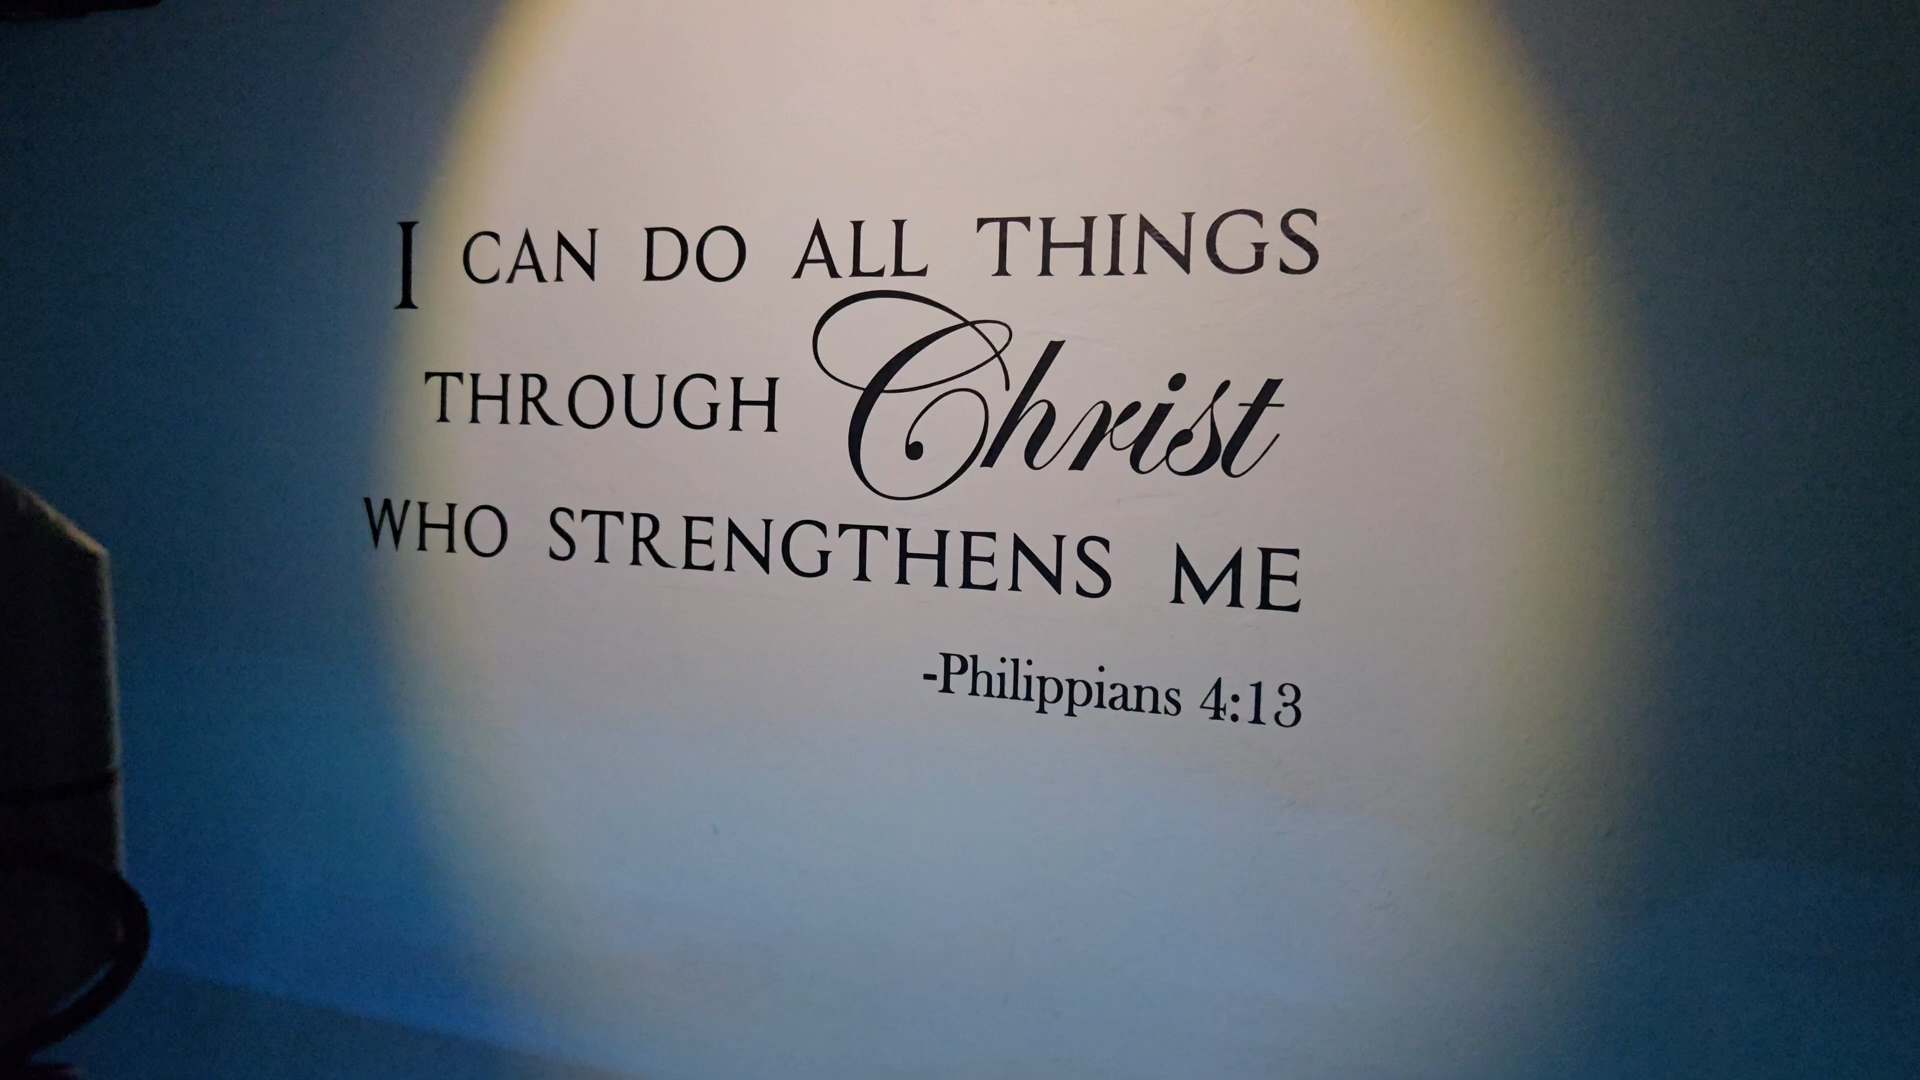 I CAN DO ALL THINGS
THROUGH Christ
WHO STRENGTHENS ME
-Philippians 4:13